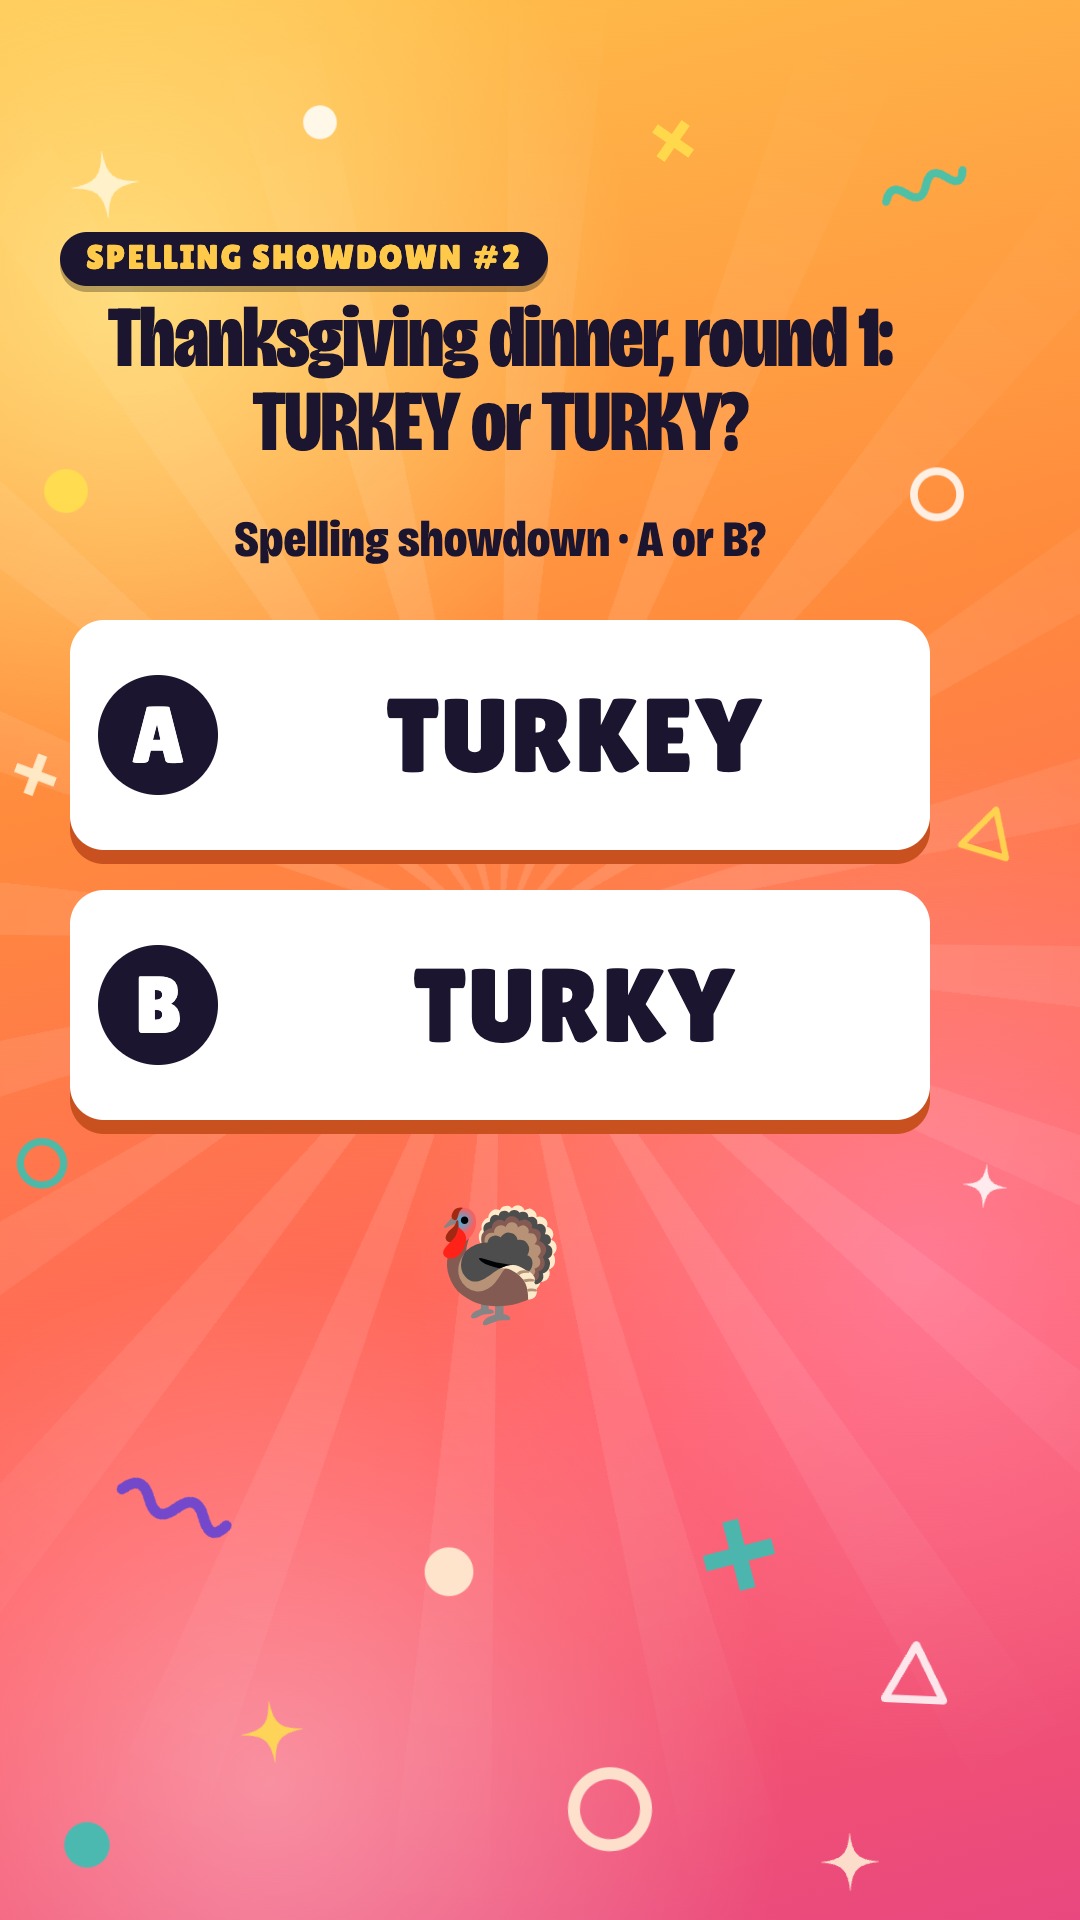 SPELLING SHOWDOWN #2
Thanksgiving dinner, round 1:
TURKEY or TURKY?
Spelling showdown · A or B?
A TURKEY
B TURKY